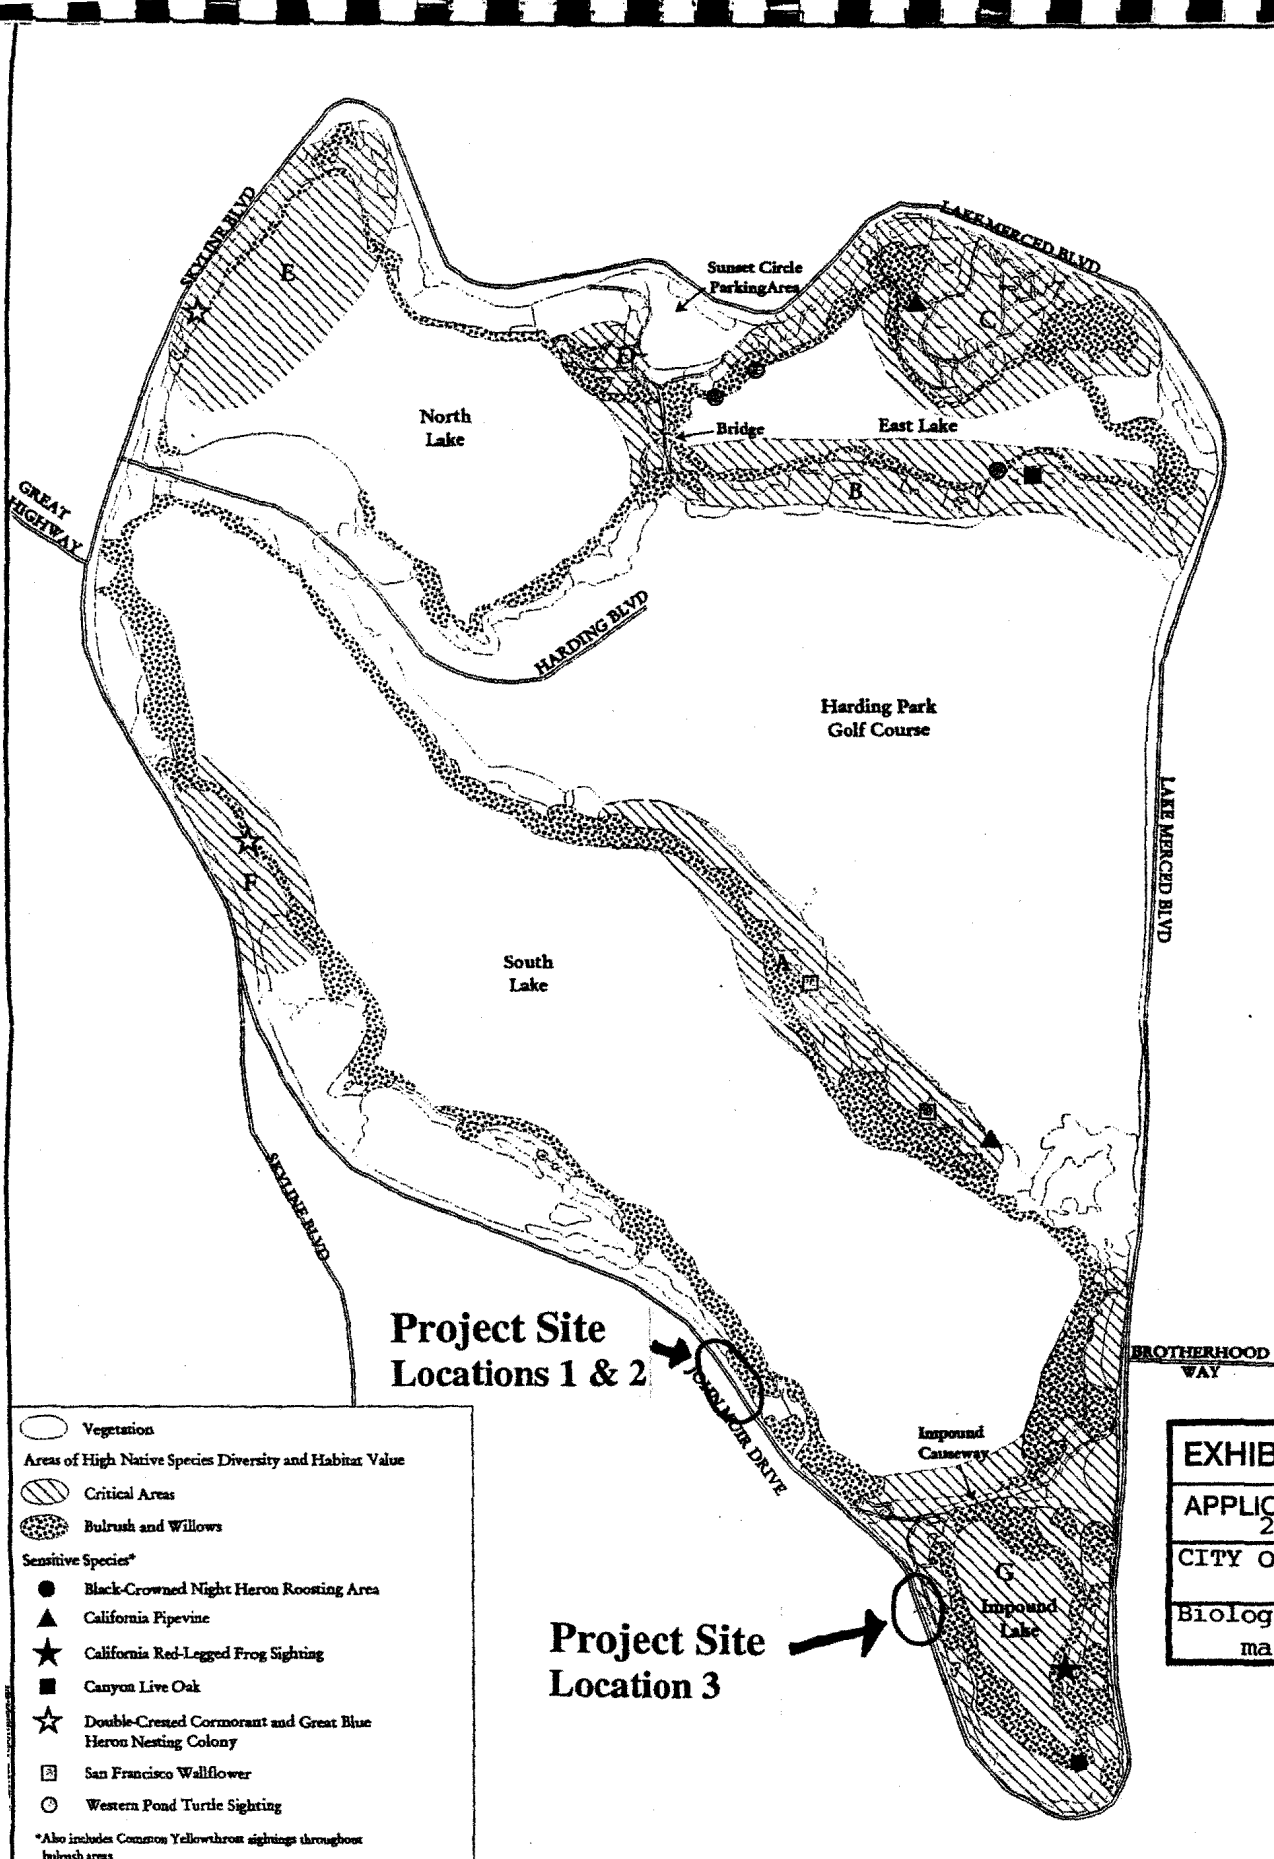 SKYLINE BLVD
E
LAKE MERCED BLVD
Sunset Circle
Parking Area
C
D
North
Lake
Bridge
East Lake
B
GREAT
HIGHWAY
HARDING BLVD
Harding Park
Golf Course
LAKE MERCED BLVD
F
A
South
Lake
SKYLINE BLVD
Project Site
Locations 1 & 2
JOHN MOIR DRIVE
BROTHERHOOD
WAY
Impound
Causeway
G
Impound
Lake
Project Site
Location 3
EXHIB
APPLIC
2
CITY O
Biolog
ma
Vegetation
Areas of High Native Species Diversity and Habitat Value
Critical Areas
Bulrush and Willows
Sensitive Species*
Black-Crowned Night Heron Roosting Area
California Pipevine
California Red-Legged Frog Sighting
Canyon Live Oak
Double-Crested Cormorant and Great Blue
Heron Nesting Colony
San Francisco Wallflower
Western Pond Turtle Sighting
*Also includes Common Yellowthroat sightings throughout
bulrush areas